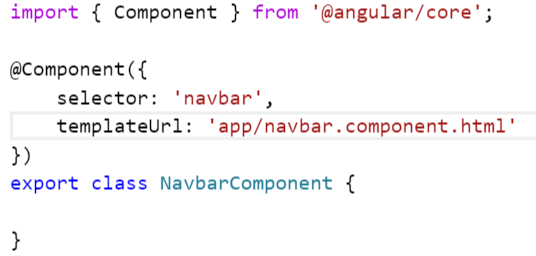 import { Component } from '@angular/core';
@Component({
selector: 'navbar',
templateUrl: 'app/navbar.component.html'
})
export class NavbarComponent {
}